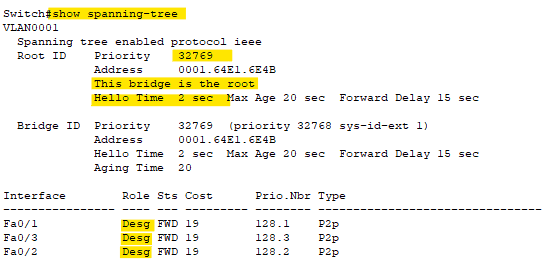 Switch#show spanning-tree
VLAN0001
  Spanning tree enabled protocol ieee
  Root ID    Priority    32769
             Address     0001.64E1.6E4B
             This bridge is the root
             Hello Time  2 sec  Max Age 20 sec  Forward Delay 15 sec

  Bridge ID  Priority    32769  (priority 32768 sys-id-ext 1)
             Address     0001.64E1.6E4B
             Hello Time  2 sec  Max Age 20 sec  Forward Delay 15 sec
             Aging Time  20

Interface        Role Sts Cost      Prio.Nbr Type
---------------- ---- --- --------- -------- --------------------------------
Fa0/1            Desg FWD 19        128.1    P2p
Fa0/3            Desg FWD 19        128.3    P2p
Fa0/2            Desg FWD 19        128.2    P2p